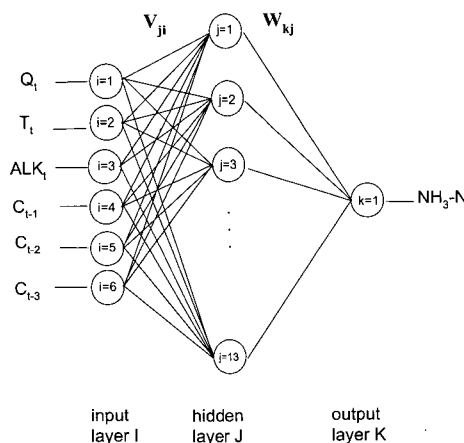 V_ji
W_kj
j=1
Q_t
i=1
j=2
T_t
i=2
ALK_t
i=3
j=3
C_t-1
i=4
k=1
NH_3-N
C_t-2
i=5
C_t-3
i=6
j=13
input
layer I
hidden
layer J
output
layer K